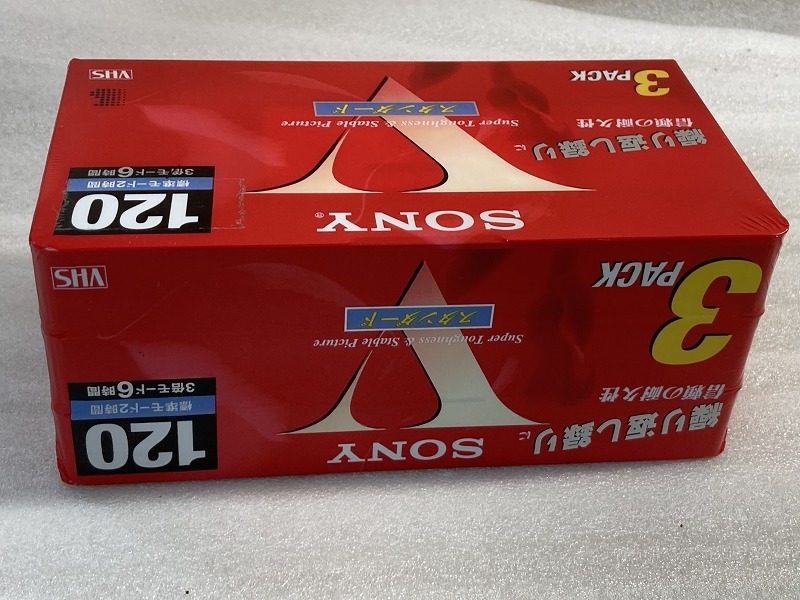 SONY®
120
標準モード2時間
3倍モード6時間
繰り返し録りに
信頼の耐久性
Super Toughness & Stable Picture
スタンダード
3PACK
VHS
SONY
120
標準モード2時間
3倍モード6時間
繰り返し録りに
信頼の耐久性
Super Toughness & Stable Picture
スタンダード
3PACK
VHS